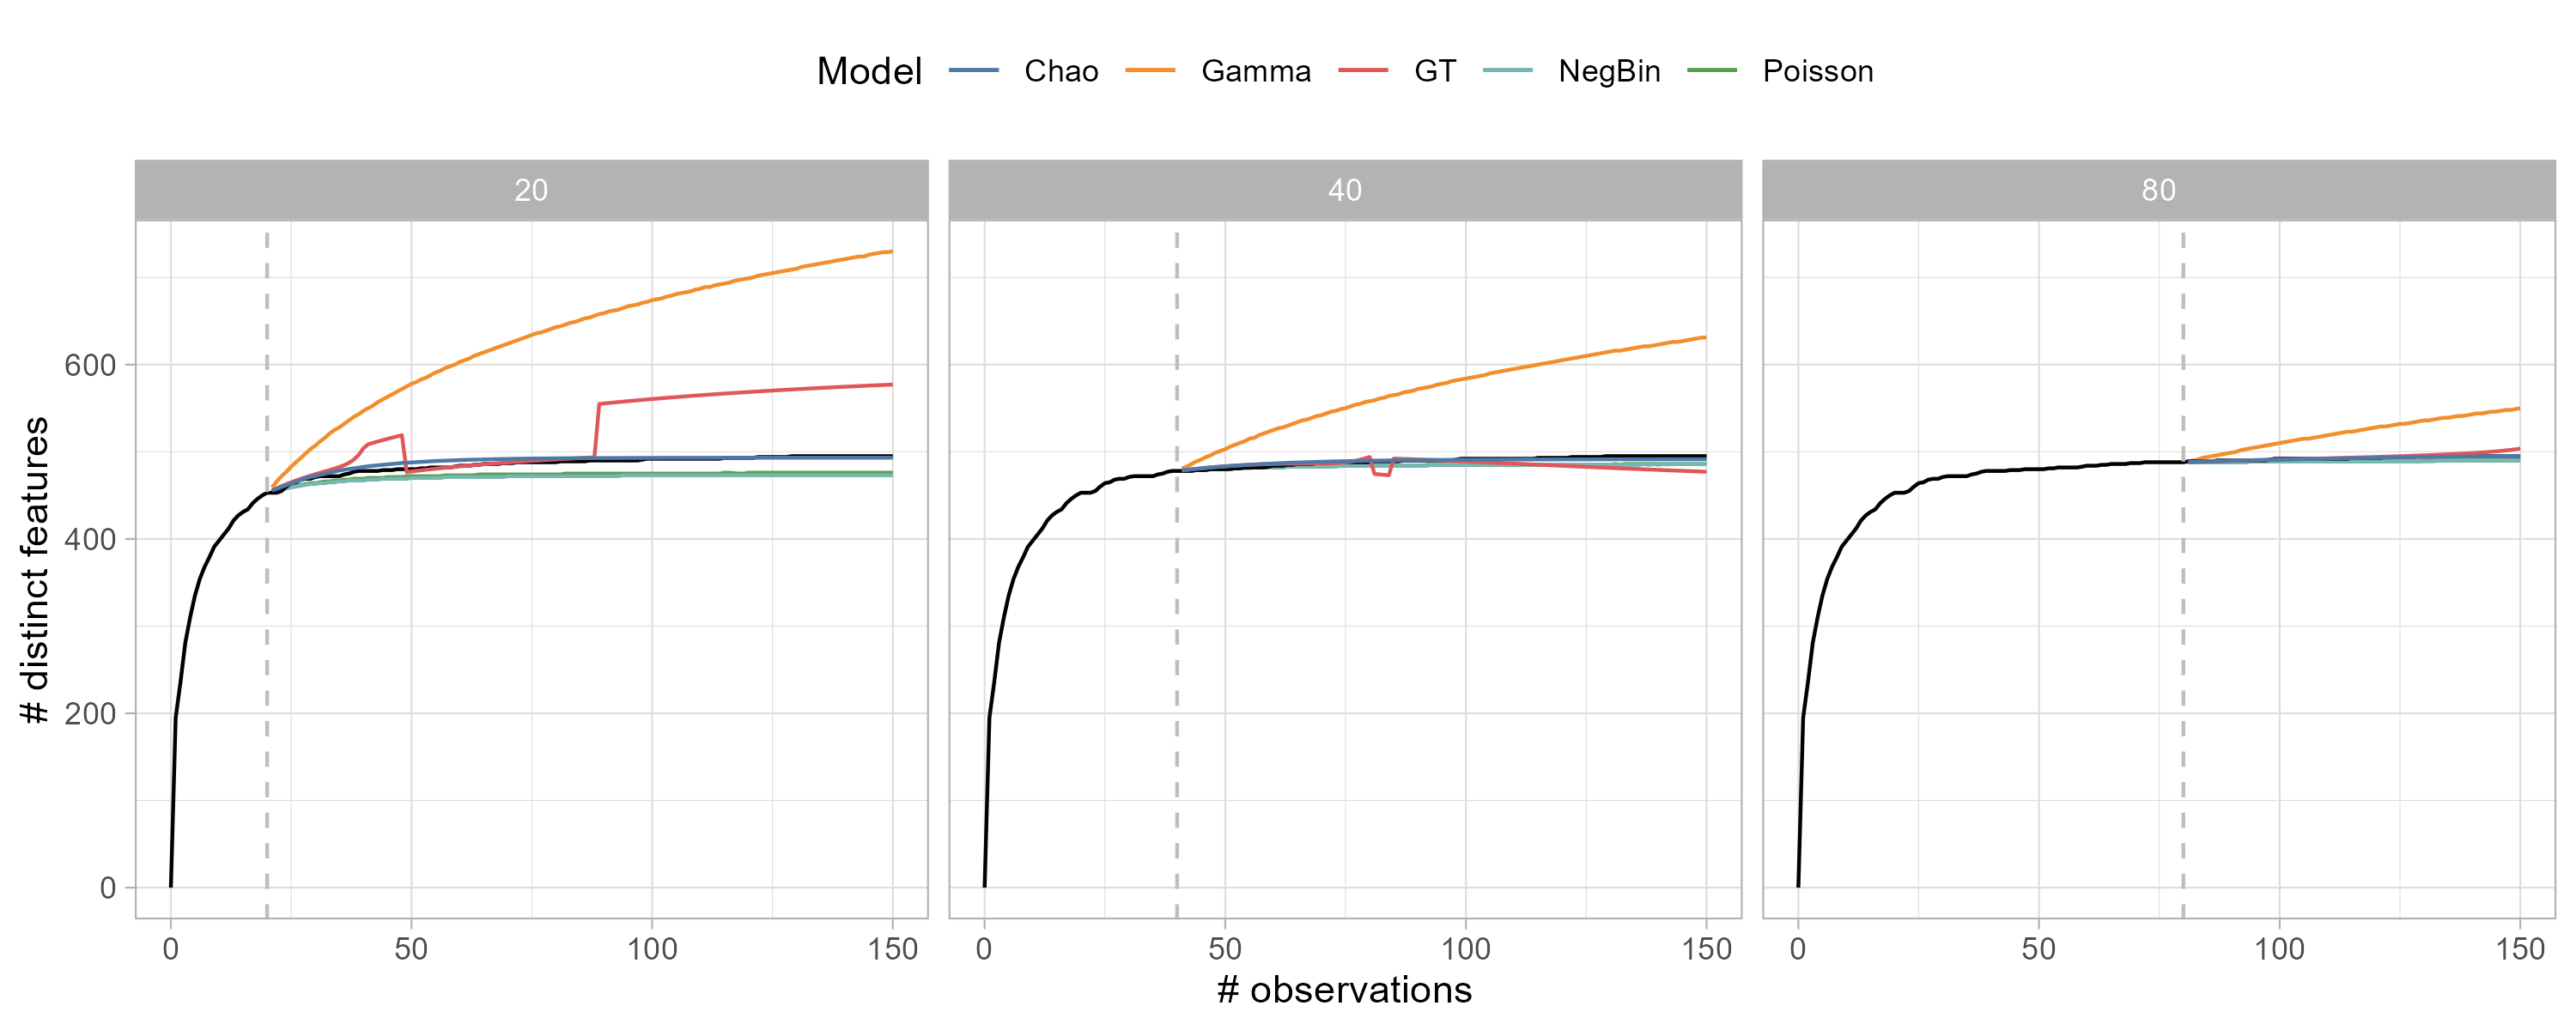 Model Chao Gamma GT NegBin Poisson
20 40 80
# distinct features
600
400
200
0
0 50 100 150 0 50 100 150 0 50 100 150
# observations